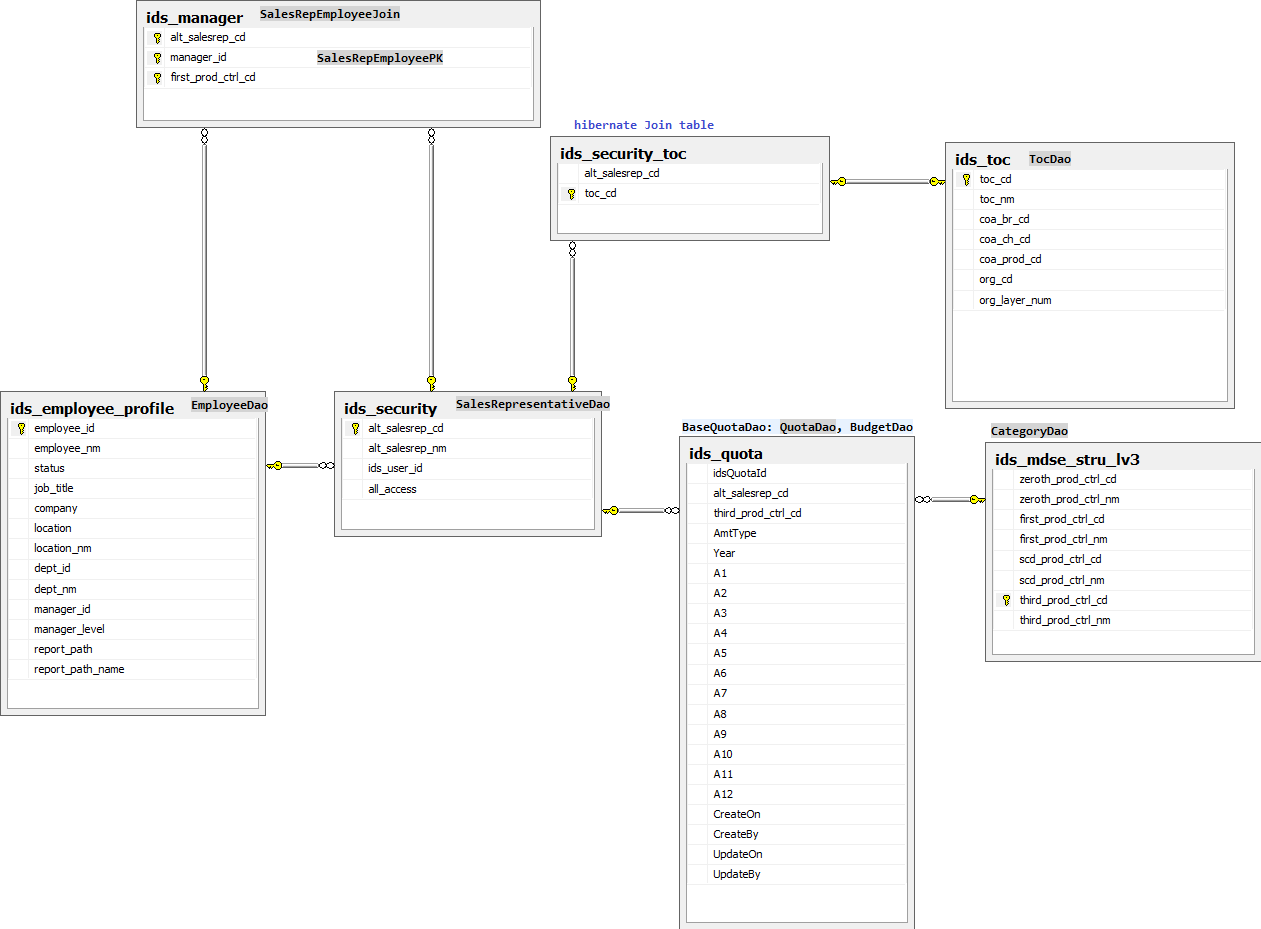 ids_manager SalesRepEmployeeJoin
alt_salesrep_cd
manager_id SalesRepEmployeePK
first_prod_ctrl_cd
hibernate Join table
ids_security_toc
alt_salesrep_cd
toc_cd
ids_toc TocDao
toc_cd
toc_nm
coa_br_cd
coa_ch_cd
coa_prod_cd
org_cd
org_layer_num
ids_employee_profile EmployeeDao
employee_id
employee_nm
status
job_title
company
location
location_nm
dept_id
dept_nm
manager_id
manager_level
report_path
report_path_name
ids_security SalesRepresentativeDao
alt_salesrep_cd
alt_salesrep_nm
ids_user_id
all_access
BaseQuotaDao: QuotaDao, BudgetDao
ids_quota
idsQuotaId
alt_salesrep_cd
third_prod_ctrl_cd
AmtType
Year
A1
A2
A3
A4
A5
A6
A7
A8
A9
A10
A11
A12
CreateOn
CreateBy
UpdateOn
UpdateBy
CategoryDao
ids_mdse_stru_lv3
zeroth_prod_ctrl_cd
zeroth_prod_ctrl_nm
first_prod_ctrl_cd
first_prod_ctrl_nm
scd_prod_ctrl_cd
scd_prod_ctrl_nm
third_prod_ctrl_cd
third_prod_ctrl_nm